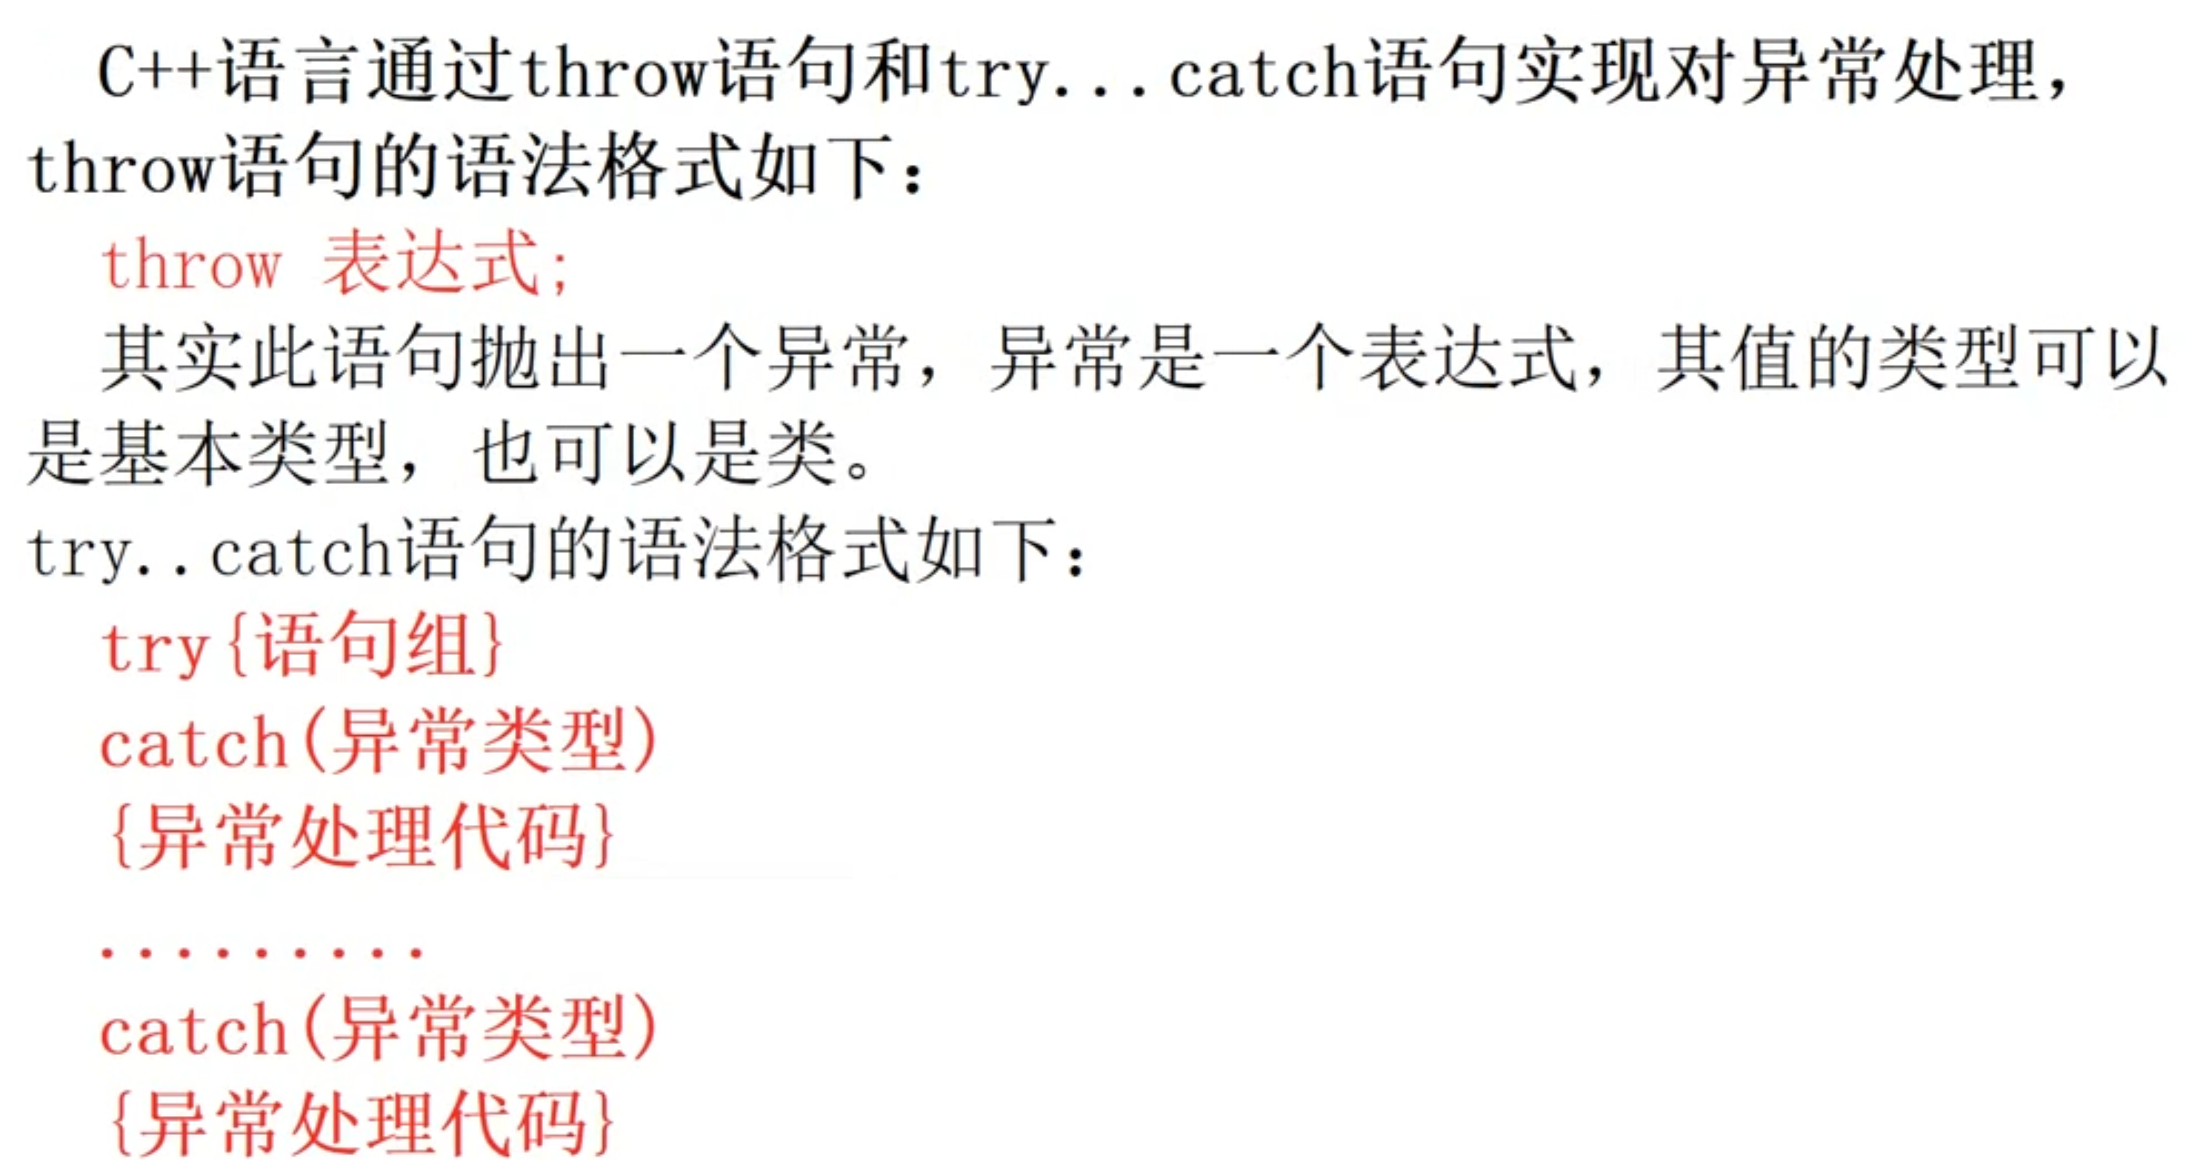 C++语言通过throw语句和try...catch语句实现对异常处理，
throw语句的语法格式如下：
throw 表达式;
其实此语句抛出一个异常，异常是一个表达式，其值的类型可以
是基本类型，也可以是类。
try..catch语句的语法格式如下：
try{语句组}
catch(异常类型)
{异常处理代码}
.........
catch(异常类型)
{异常处理代码}